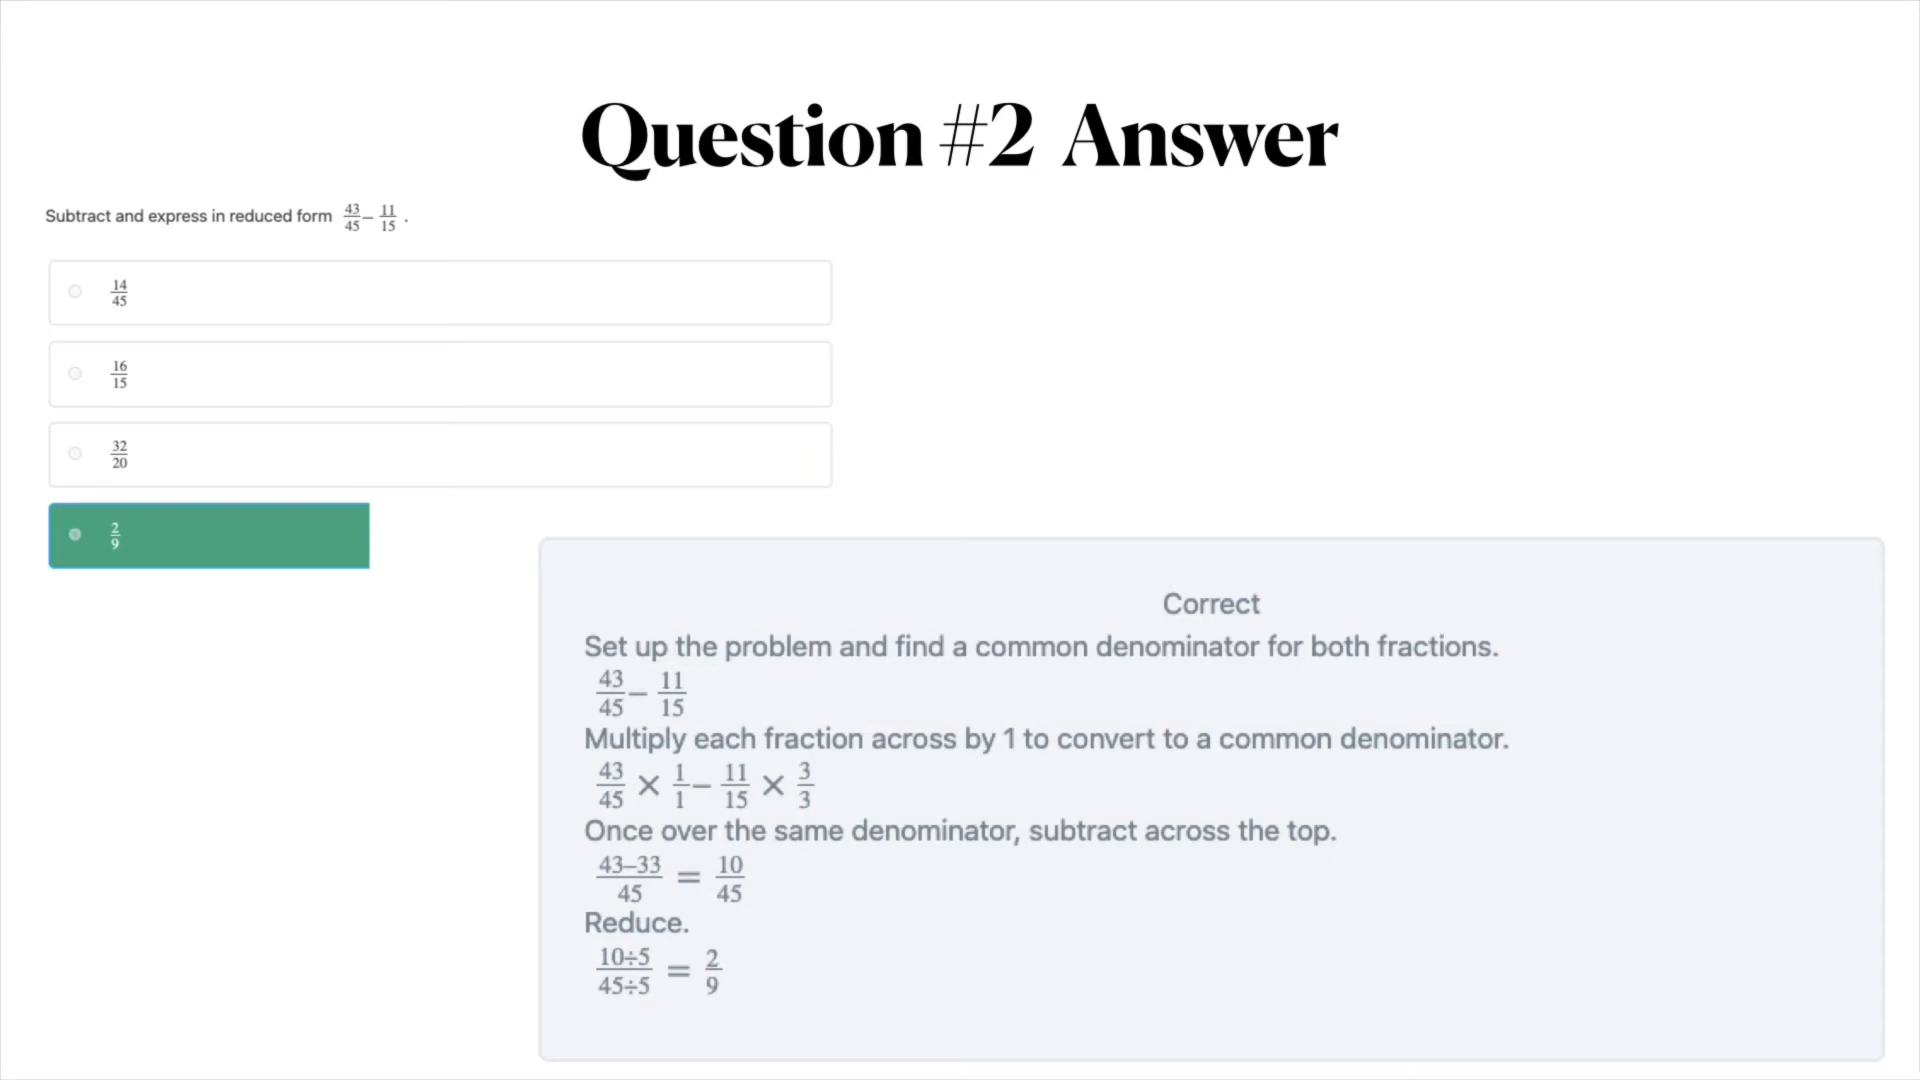 Question #2 Answer
Subtract and express in reduced form 43/45 – 11/15 .
14/45
16/15
32/20
2/9
Correct
Set up the problem and find a common denominator for both fractions.
43/45 – 11/15
Multiply each fraction across by 1 to convert to a common denominator.
43/45 × 1/1 – 11/15 × 3/3
Once over the same denominator, subtract across the top.
43–33/45 = 10/45
Reduce.
10÷5/45÷5 = 2/9